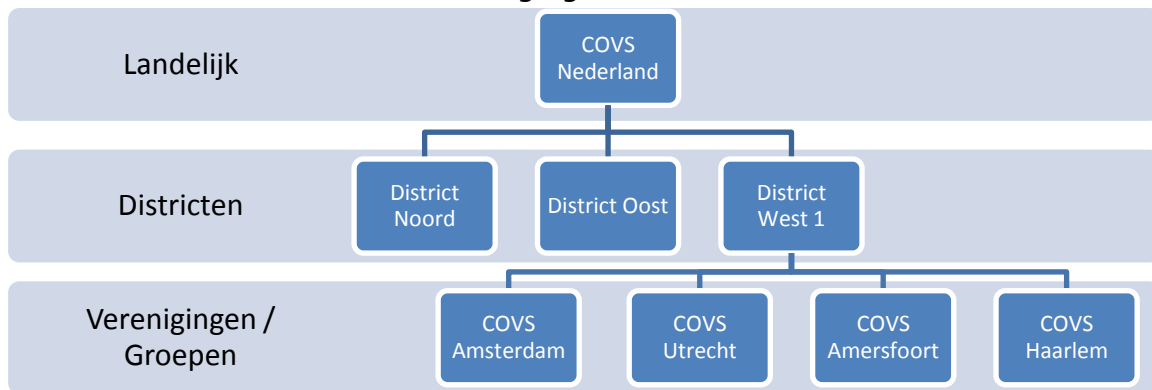 Landelijk
COVS
Nederland
Districten
District
Noord
District Oost
District
West 1
Verenigingen /
Groepen
COVS
Amsterdam
COVS
Utrecht
COVS
Amersfoort
COVS
Haarlem